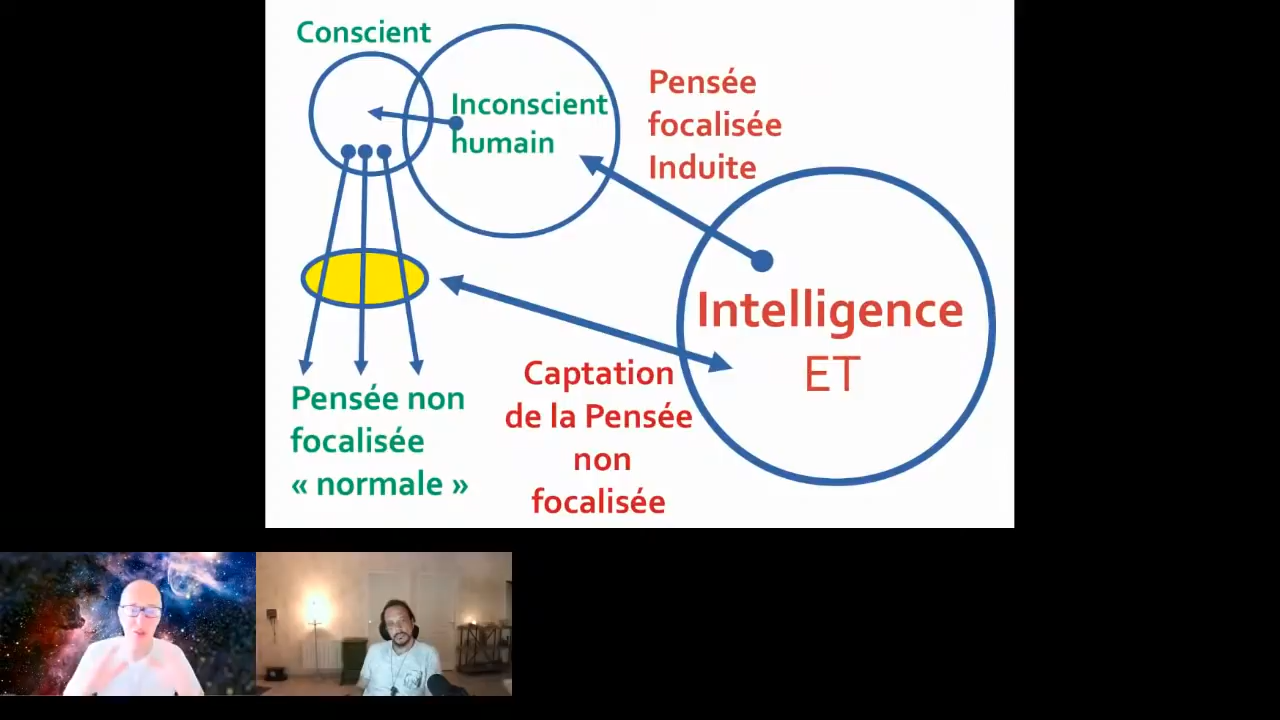 Conscient
Inconscient
humain
Pensée
focalisée
Induite
Intelligence
ET
Captation
de la Pensée
non
focalisée
Pensée non
focalisée
« normale »